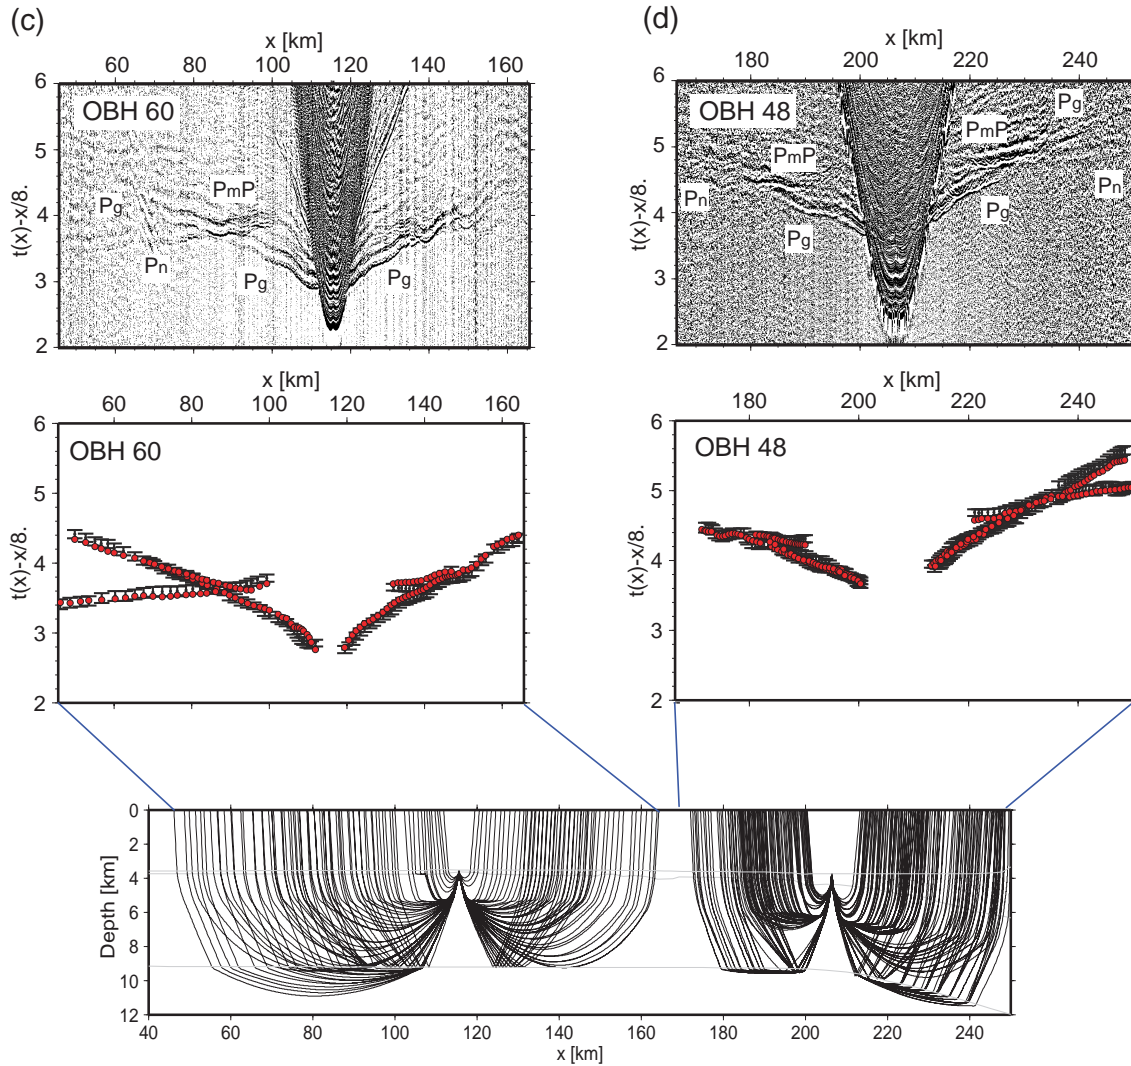 (c)
x [km]
60 80 100 120 140 160
6
5
4
3
2
t(x)-x/8.
OBH 60
Pg
PmP
Pn
Pg
Pg
(d)
x [km]
180 200 220 240
6
5
4
3
2
t(x)-x/8.
OBH 48
Pg
PmP
PmP
Pn
Pn
Pg
Pg
x [km]
60 80 100 120 140 160
6
5
4
3
2
t(x)-x/8.
OBH 60
x [km]
180 200 220 240
6
5
4
3
2
t(x)-x/8.
OBH 48
0
2
4
6
8
10
12
Depth [km]
40 60 80 100 120 140 160 180 200 220 240
x [km]